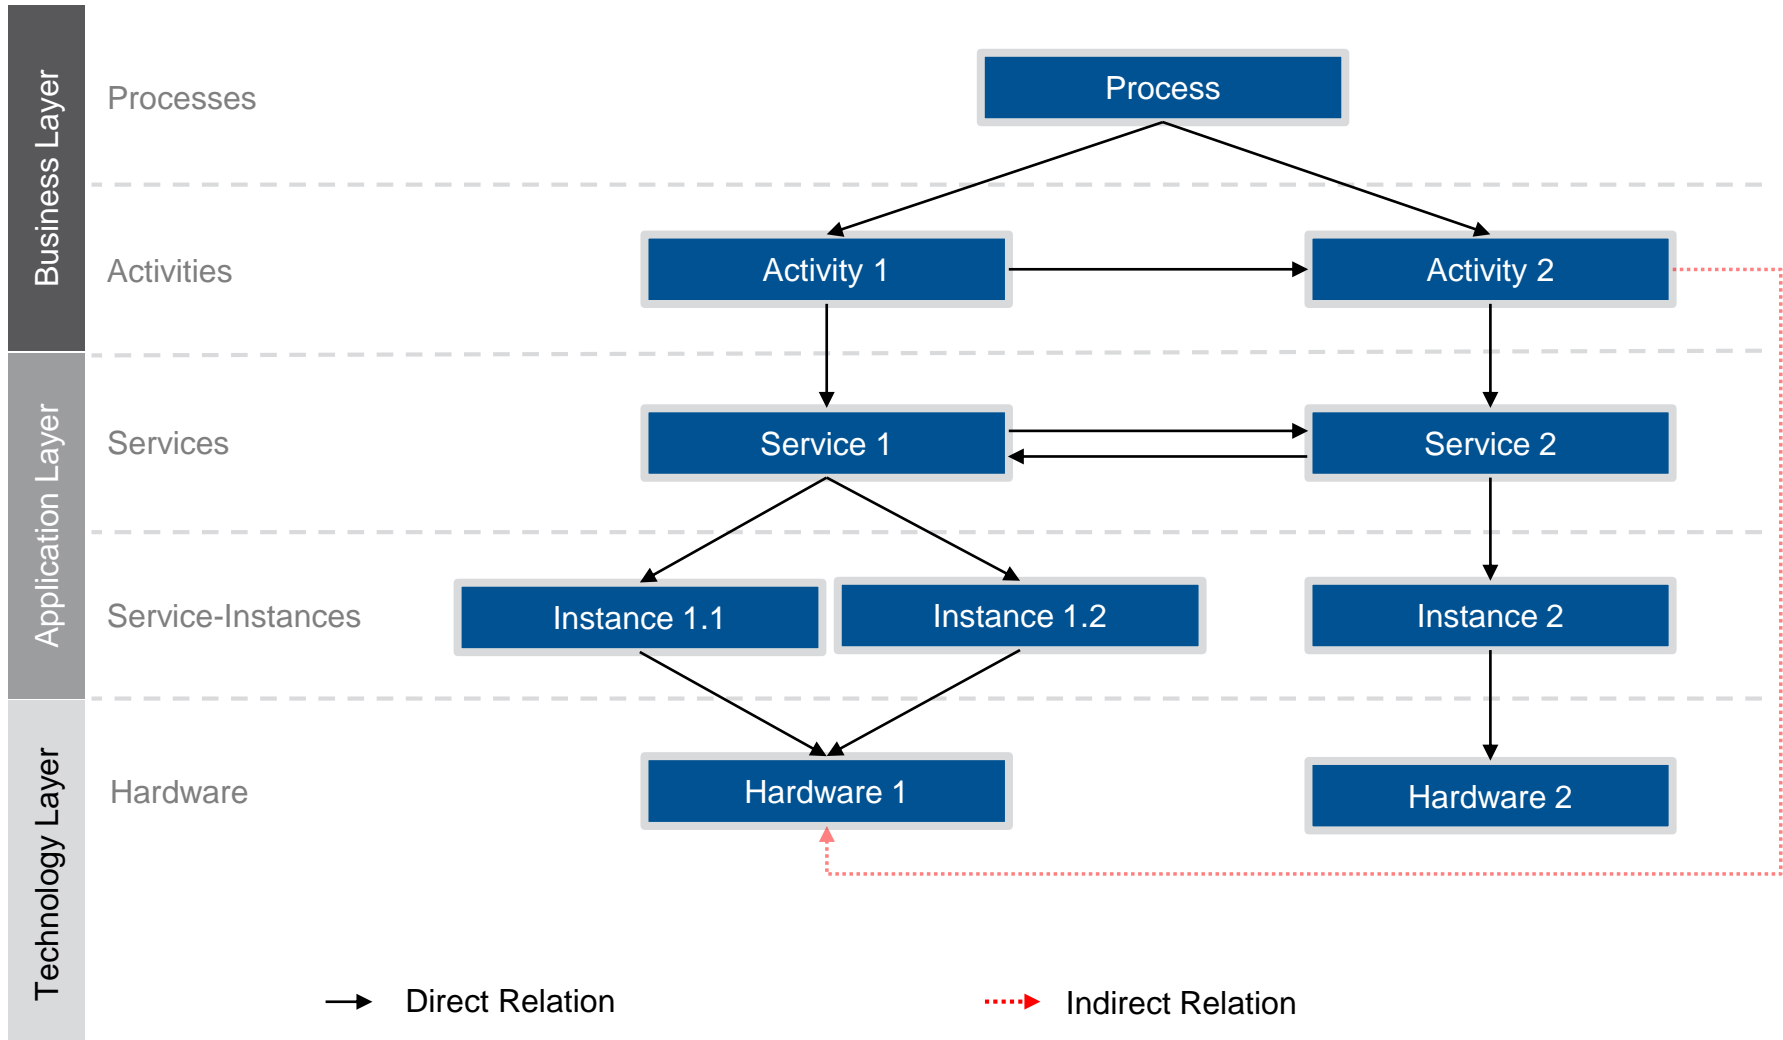 Business Layer
Processes
Process
Activities
Activity 1
Activity 2
Application Layer
Services
Service 1
Service 2
Service-Instances
Instance 1.1
Instance 1.2
Instance 2
Technology Layer
Hardware
Hardware 1
Hardware 2
Direct Relation
Indirect Relation